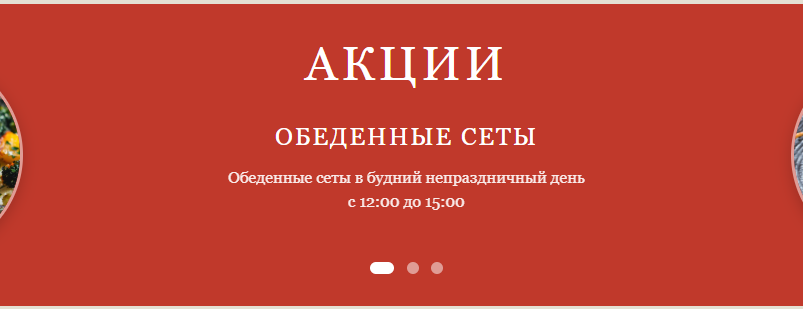 АКЦИИ
ОБЕДЕННЫЕ СЕТЫ
Обеденные сеты в будний непраздничный день
с 12:00 до 15:00